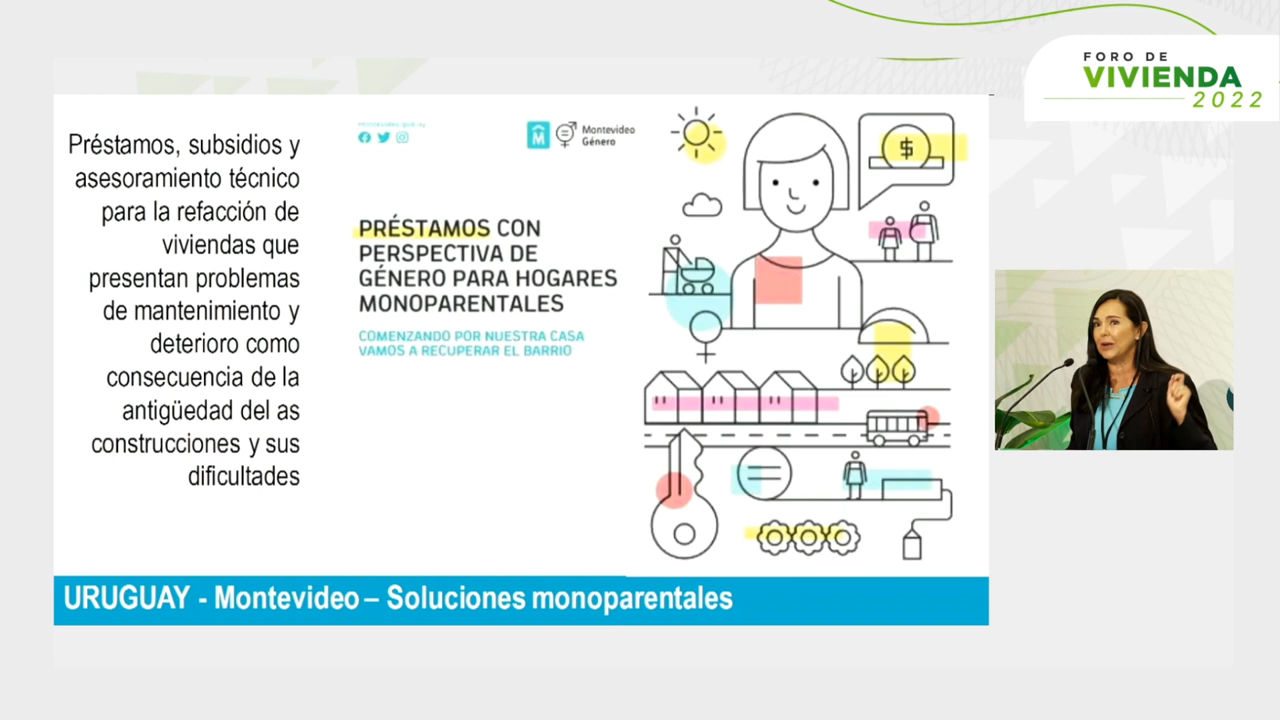 FORO DE
VIVIENDA
2022
Préstamos, subsidios y
asesoramiento técnico
para la refacción de
viviendas que
presentan problemas
de mantenimiento y
deterioro como
consecuencia de la
antigüedad del as
construcciones y sus
dificultades
M
Montevideo
Género
PRÉSTAMOS CON
PERSPECTIVA DE
GÉNERO PARA HOGARES
MONOPARENTALES
COMENZANDO POR NUESTRA CASA
VAMOS A RECUPERAR EL BARRIO
$
URUGUAY - Montevideo – Soluciones monoparentales